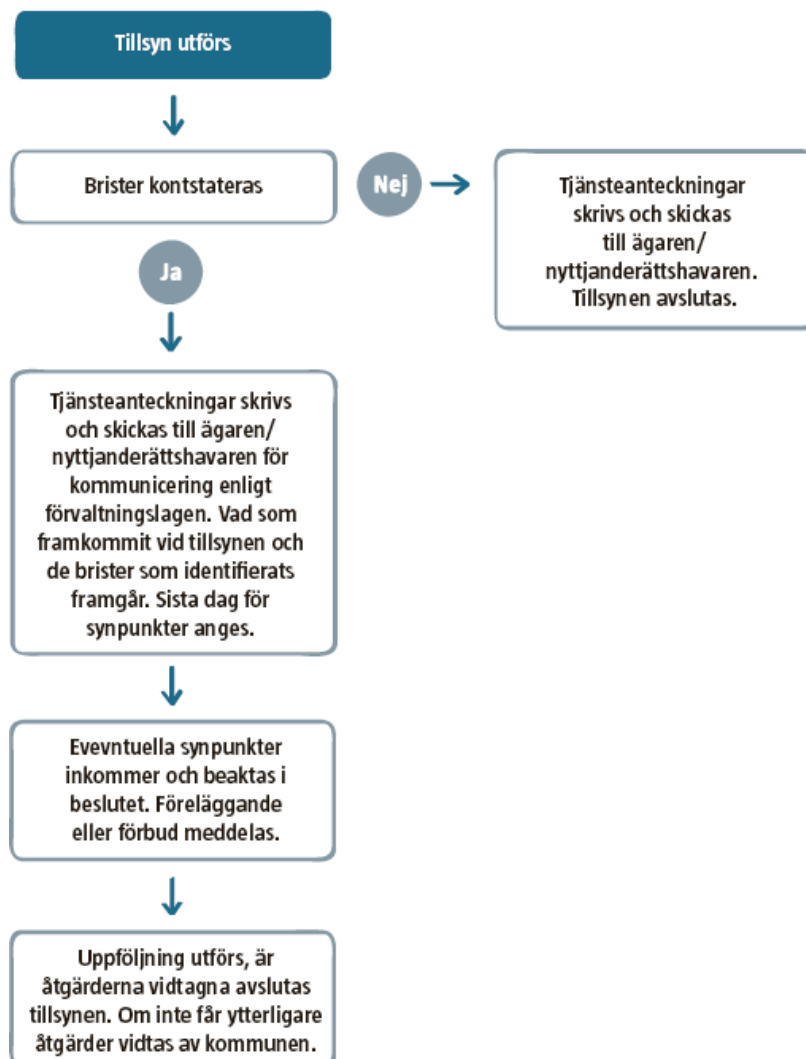 Tillsyn utförs
Brister kontstateras
Nej
Tjänsteanteckningar
skrivs och skickas
till ägaren/
nyttjanderättshavaren.
Tillsynen avslutas.
Ja
Tjänsteanteckningar skrivs
och skickas till ägaren/
nyttjanderättshavaren för
kommunicering enligt
förvaltningslagen. Vad som
framkommit vid tillsynen och
de brister som identifierats
framgår. Sista dag för
synpunkter anges.
Evevntuella synpunkter
inkommer och beaktas i
beslutet. Föreläggande
eller förbud meddelas.
Uppföljning utförs, är
åtgärderna vidtagna avslutas
tillsynen. Om inte får ytterligare
åtgärder vidtas av kommunen.